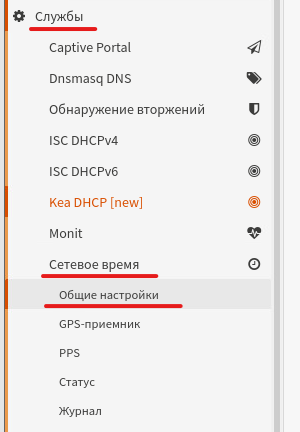 Службы
Captive Portal
Dnsmasq DNS
Обнаружение вторжений
ISC DHCPv4
ISC DHCPv6
Kea DHCP [new]
Monit
Сетевое время
Общие настройки
GPS-приемник
PPS
Статус
Журнал